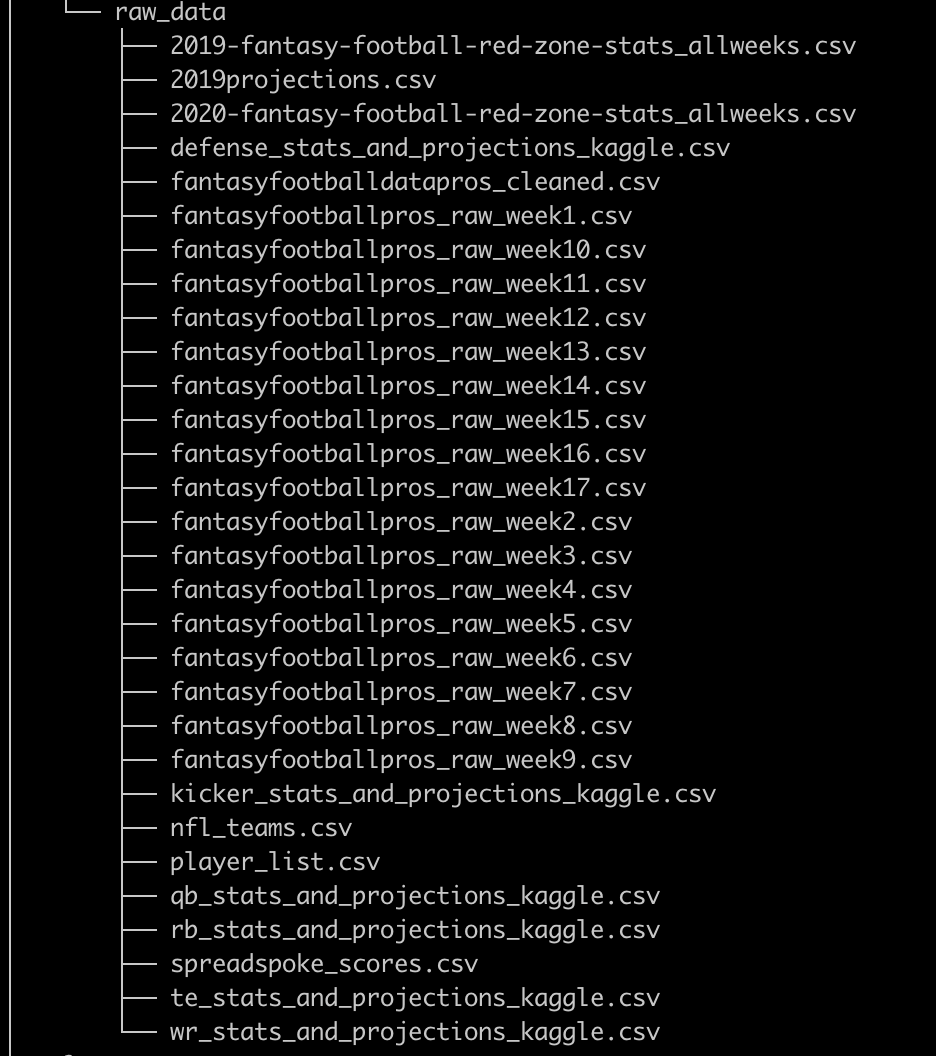 └── raw_data
├── 2019-fantasy-football-red-zone-stats_allweeks.csv
├── 2019projections.csv
├── 2020-fantasy-football-red-zone-stats_allweeks.csv
├── defense_stats_and_projections_kaggle.csv
├── fantasyfootballdatapros_cleaned.csv
├── fantasyfootballpros_raw_week1.csv
├── fantasyfootballpros_raw_week10.csv
├── fantasyfootballpros_raw_week11.csv
├── fantasyfootballpros_raw_week12.csv
├── fantasyfootballpros_raw_week13.csv
├── fantasyfootballpros_raw_week14.csv
├── fantasyfootballpros_raw_week15.csv
├── fantasyfootballpros_raw_week16.csv
├── fantasyfootballpros_raw_week17.csv
├── fantasyfootballpros_raw_week2.csv
├── fantasyfootballpros_raw_week3.csv
├── fantasyfootballpros_raw_week4.csv
├── fantasyfootballpros_raw_week5.csv
├── fantasyfootballpros_raw_week6.csv
├── fantasyfootballpros_raw_week7.csv
├── fantasyfootballpros_raw_week8.csv
├── fantasyfootballpros_raw_week9.csv
├── kicker_stats_and_projections_kaggle.csv
├── nfl_teams.csv
├── player_list.csv
├── qb_stats_and_projections_kaggle.csv
├── rb_stats_and_projections_kaggle.csv
├── spreadspoke_scores.csv
├── te_stats_and_projections_kaggle.csv
└── wr_stats_and_projections_kaggle.csv